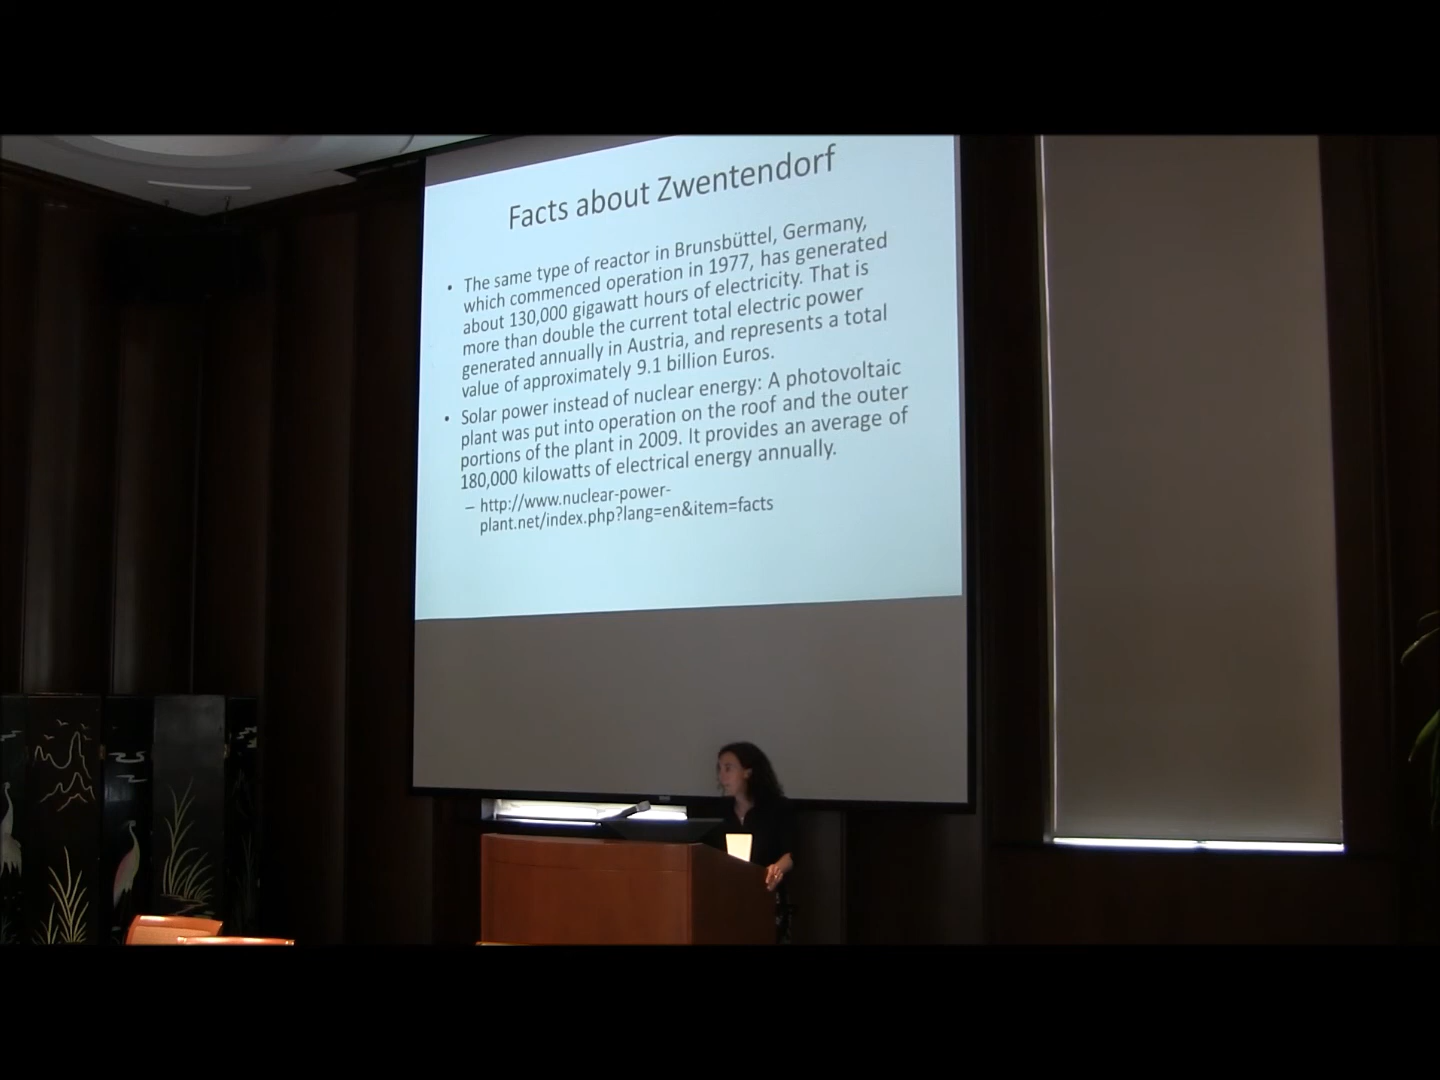 Facts about Zwentendorf
• The same type of reactor in Brunsbüttel, Germany,
which commenced operation in 1977, has generated
about 130,000 gigawatt hours of electricity. That is
more than double the current total electric power
generated annually in Austria, and represents a total
value of approximately 9.1 billion Euros.
• Solar power instead of nuclear energy: A photovoltaic
plant was put into operation on the roof and the outer
portions of the plant in 2009. It provides an average of
180,000 kilowatts of electrical energy annually.
– http://www.nuclear-power-
plant.net/index.php?lang=en&item=facts